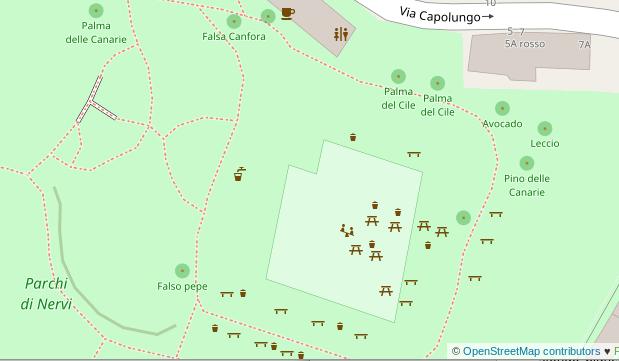 10
Via Capolungo
Palma
delle Canarie
Falsa Canfora
5
7
5A rosso
7A
Palma
del Cile
Palma
del Cile
Avocado
Leccio
Pino delle
Canarie
Parchi
di Nervi
Falso pepe
© OpenStreetMap contributors ♥